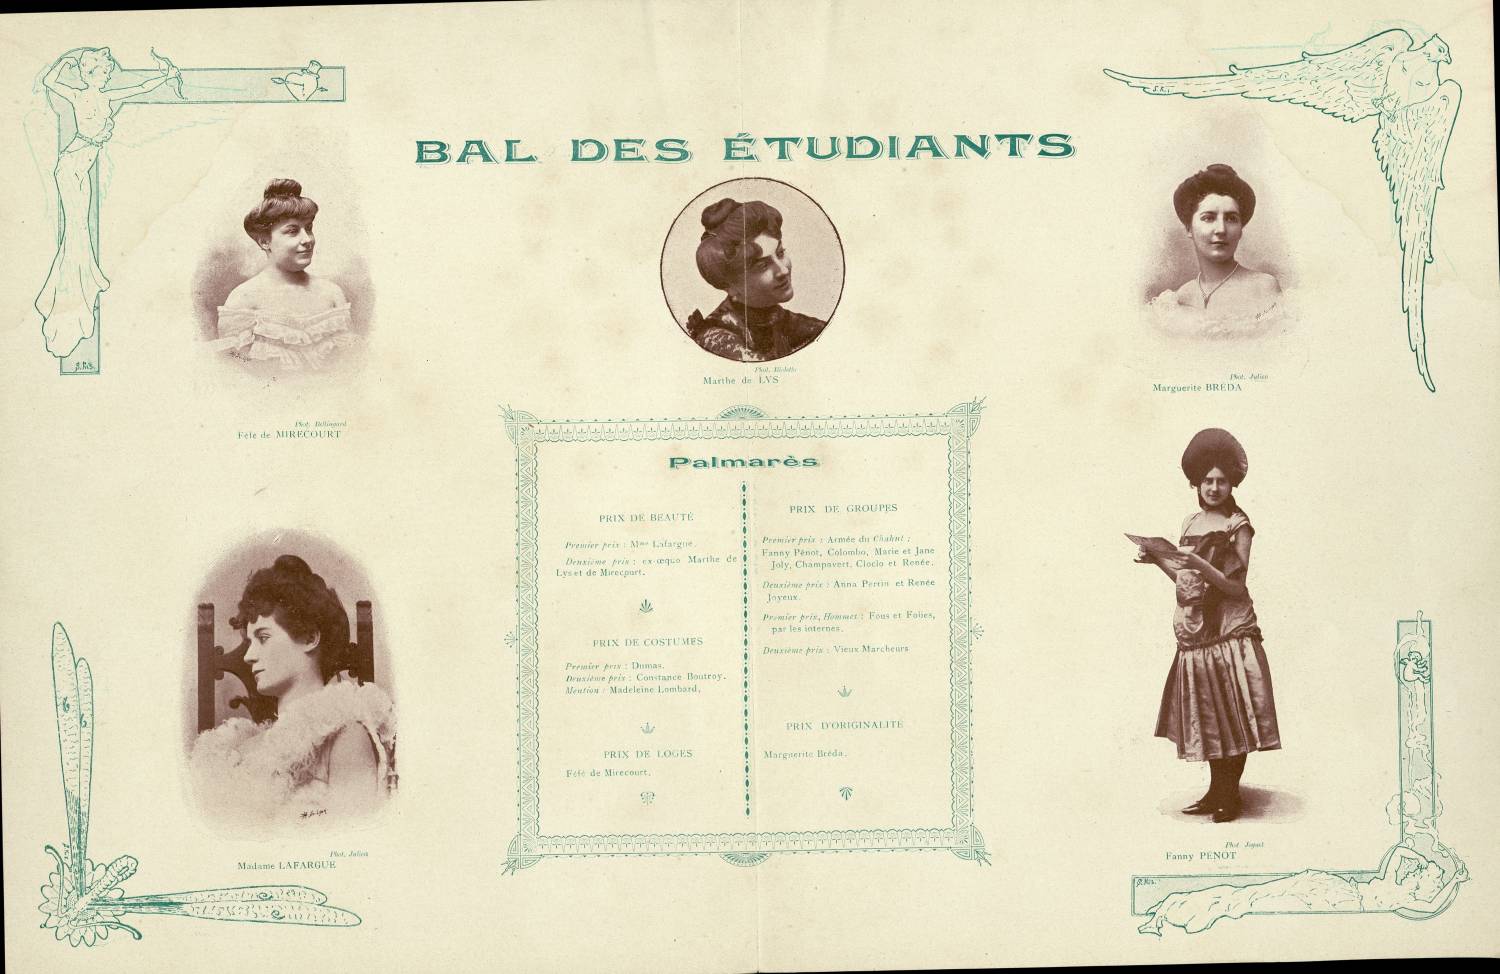 BAL DES ÉTUDIANTS
Phot. Bellingard
Féfé de MIRECOURT
Marthe de LYS
Phot. Julien
Marguerite BRÉDA
Phot. Julien
Madame LAFARGUE
Fanny PENOT
Palmarès
PRIX DE BEAUTÉ
Premier prix : Mme Lafargue.
Deuxième prix : ex-æquo Marthe de
Lys et de Mirecourt.
PRIX DE COSTUMES
Premier prix : Dumas.
Deuxième prix : Constance Boutroy.
Mention : Madeleine Lombard.
PRIX DE LOGES
Féfé de Mirecourt.
PRIX DE GROUPES
Premier prix : Armée du Chahut :
Fanny Pénot, Colombo, Marie et Jane
Joly, Champavert, Cloclo et Renée.
Deuxième prix : Anna Perrin et Renée
Joyeux.
Premier prix, Hommes : Fous et Folies,
par les internes.
Deuxième prix : Vieux Marcheurs
PRIX D'ORIGINALITÉ
Marguerite Bréda.